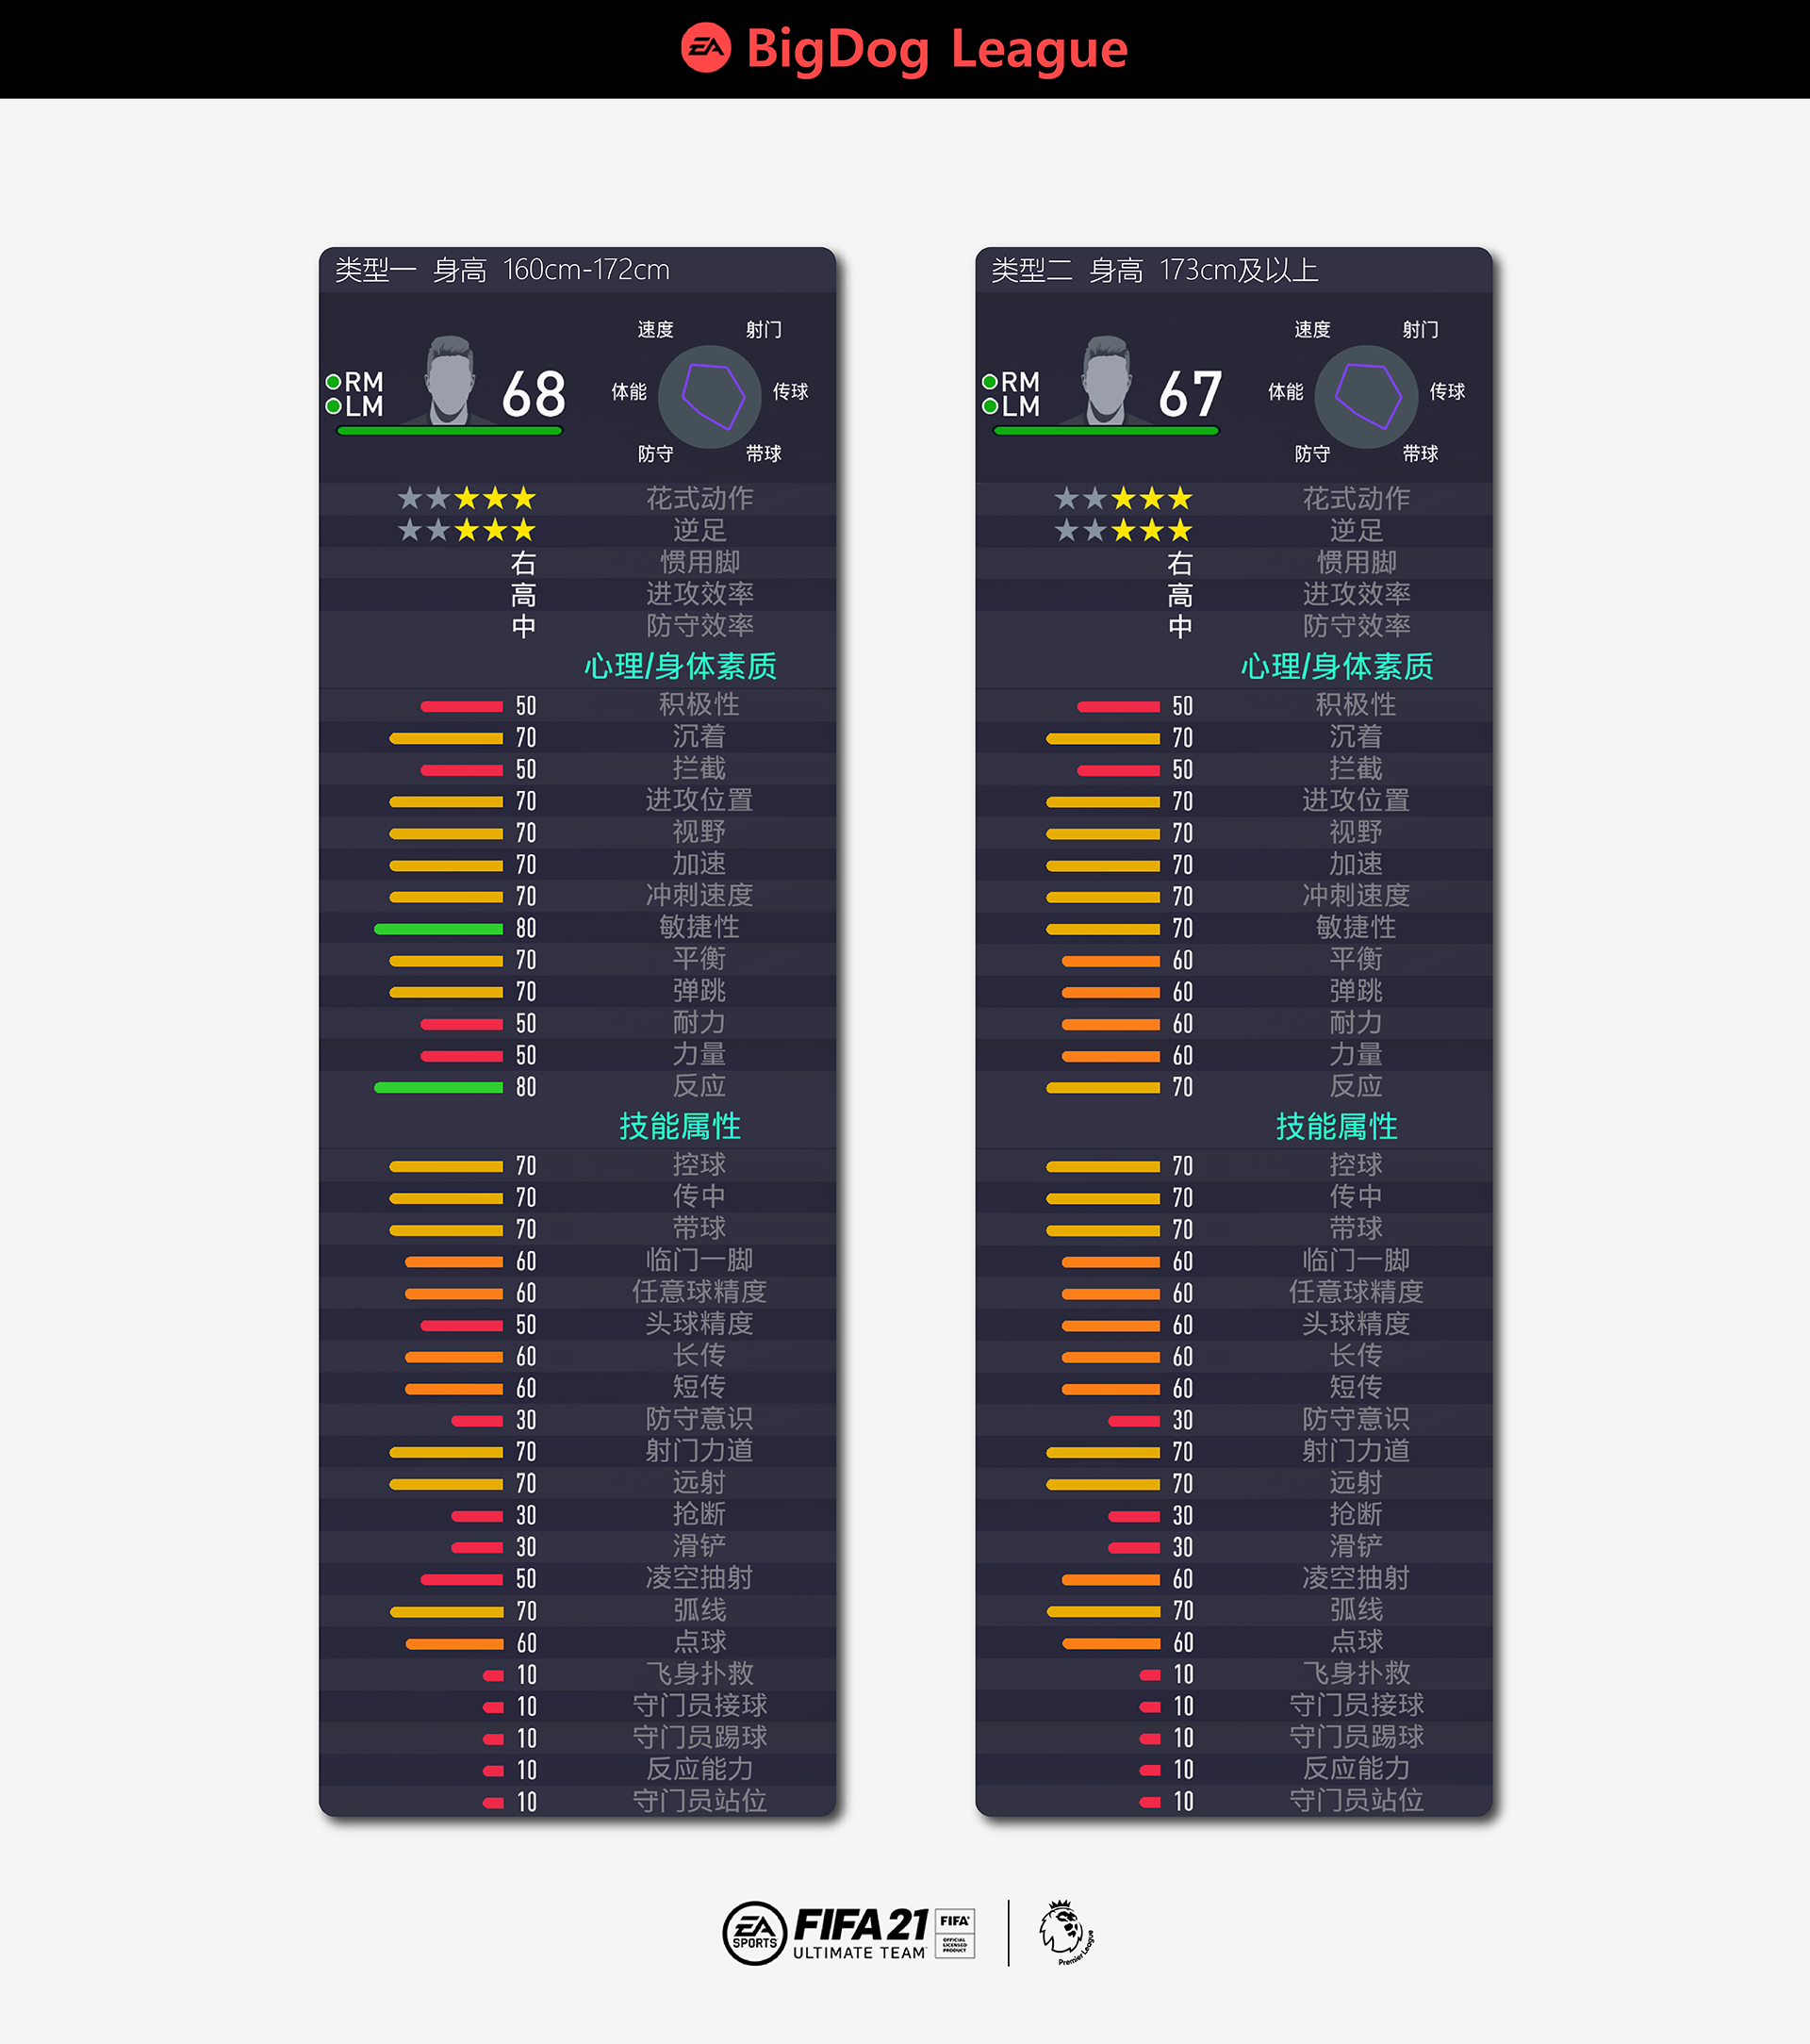 EA BigDog League
类型一 身高 160cm-172cm
速度 射门
RM
LM
68
体能 传球
防守 带球
花式动作
逆足
右 惯用脚
高 进攻效率
中 防守效率
心理/身体素质
50 积极性
70 沉着
50 拦截
70 进攻位置
70 视野
70 加速
70 冲刺速度
80 敏捷性
70 平衡
70 弹跳
50 耐力
50 力量
80 反应
技能属性
70 控球
70 传中
70 带球
60 临门一脚
60 任意球精度
50 头球精度
60 长传
60 短传
30 防守意识
70 射门力道
70 远射
30 抢断
30 滑铲
50 凌空抽射
70 弧线
60 点球
10 飞身扑救
10 守门员接球
10 守门员踢球
10 反应能力
10 守门员站位
类型二 身高 173cm及以上
速度 射门
RM
LM
67
体能 传球
防守 带球
花式动作
逆足
右 惯用脚
高 进攻效率
中 防守效率
心理/身体素质
50 积极性
70 沉着
50 拦截
70 进攻位置
70 视野
70 加速
70 冲刺速度
70 敏捷性
60 平衡
60 弹跳
60 耐力
60 力量
70 反应
技能属性
70 控球
70 传中
70 带球
60 临门一脚
60 任意球精度
60 头球精度
60 长传
60 短传
30 防守意识
70 射门力道
70 远射
30 抢断
30 滑铲
60 凌空抽射
70 弧线
60 点球
10 飞身扑救
10 守门员接球
10 守门员踢球
10 反应能力
10 守门员站位
EA SPORTS
FIFA 21
ULTIMATE TEAM
FIFA
OFFICIAL
LICENSED
PRODUCT
Premier League